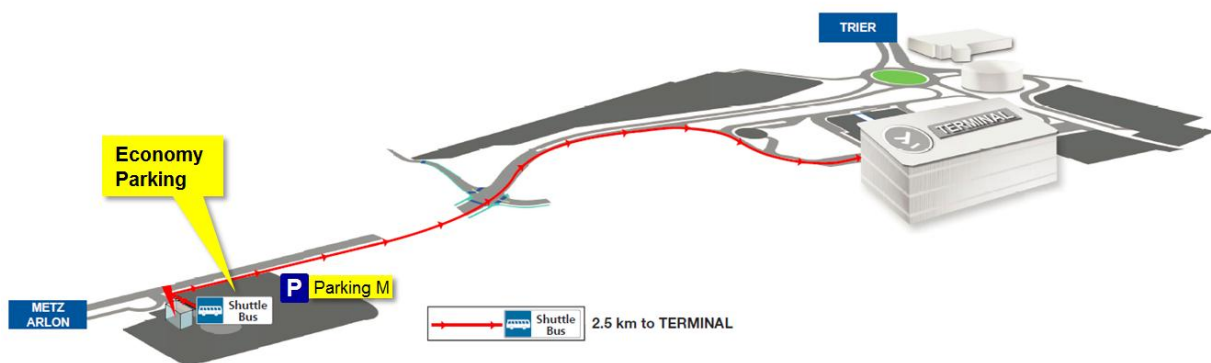 TRIER
TERMINAL
Economy
Parking
P Parking M
METZ
ARLON
Shuttle
Bus
Shuttle
Bus
2.5 km to TERMINAL